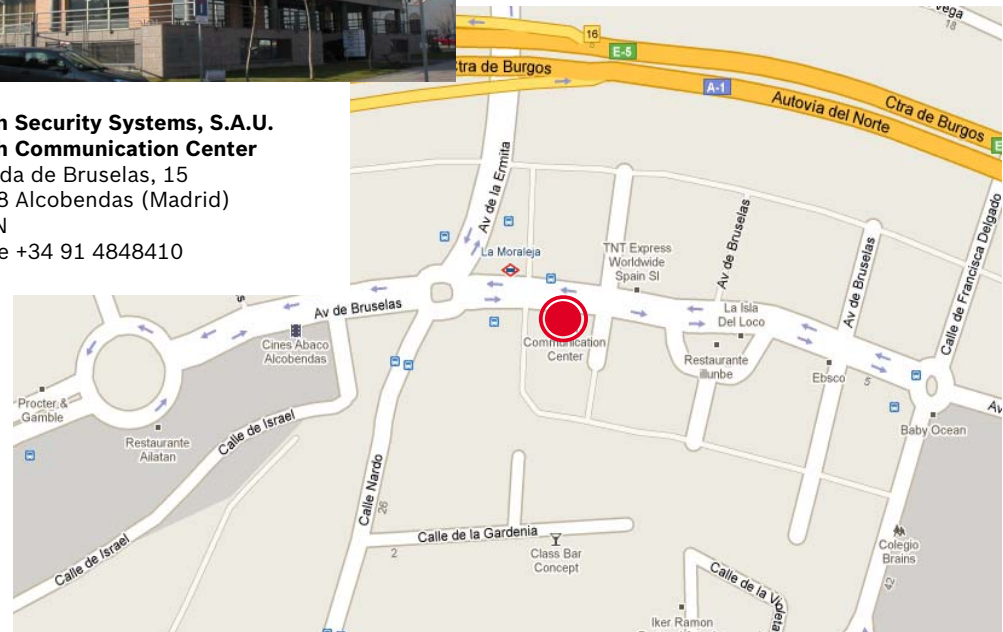 n Security Systems, S.A.U.
n Communication Center
da de Bruselas, 15
8 Alcobendas (Madrid)
N
e +34 91 4848410
vega
18
16
E-5
tra de Burgos
A-1
Autovía del Norte
Ctra de Burgos
E
Av de la Ermita
La Moraleja
TNT Express
Worldwide
Spain Sl
Av de Bruselas
Av de Bruselas
Calle de Francisca Delgado
s
Av de Bruselas
Cines Abaco
Alcobendas
Communication
Center
La Isla
Del Loco
Restaurante
illunbe
Ebsco
5
Procter &
Gamble
Restaurante
Ailatan
Calle de Israel
Baby Ocean
Av
Calle Nardo
26
Calle de la Gardenia
2
Class Bar
Concept
Calle de Israel
Colegio
Brains
42
Calle de la Violeta
Iker Ramon